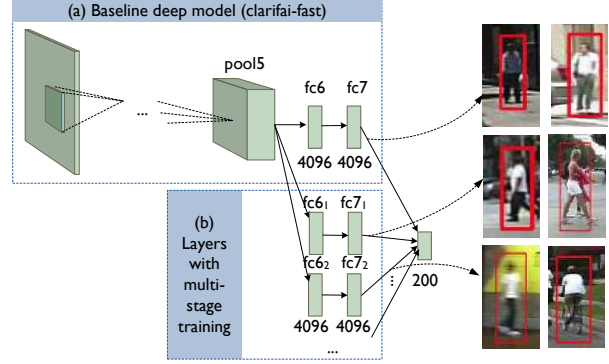 (a) Baseline deep model (clarifai-fast)
pool5
fc6 fc7
...
4096 4096
(b)
Layers
with
multi-
stage
training
fc6₁ fc7₁
fc6₂ fc7₂
4096 4096
...
200
...